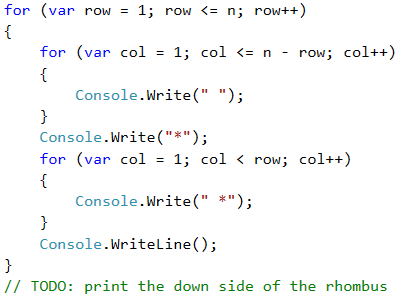 for (var row = 1; row <= n; row++)
{
    for (var col = 1; col <= n - row; col++)
    {
        Console.Write(" ");
    }
    Console.Write("*");
    for (var col = 1; col < row; col++)
    {
        Console.Write(" *");
    }
    Console.WriteLine();
}
// TODO: print the down side of the rhombus